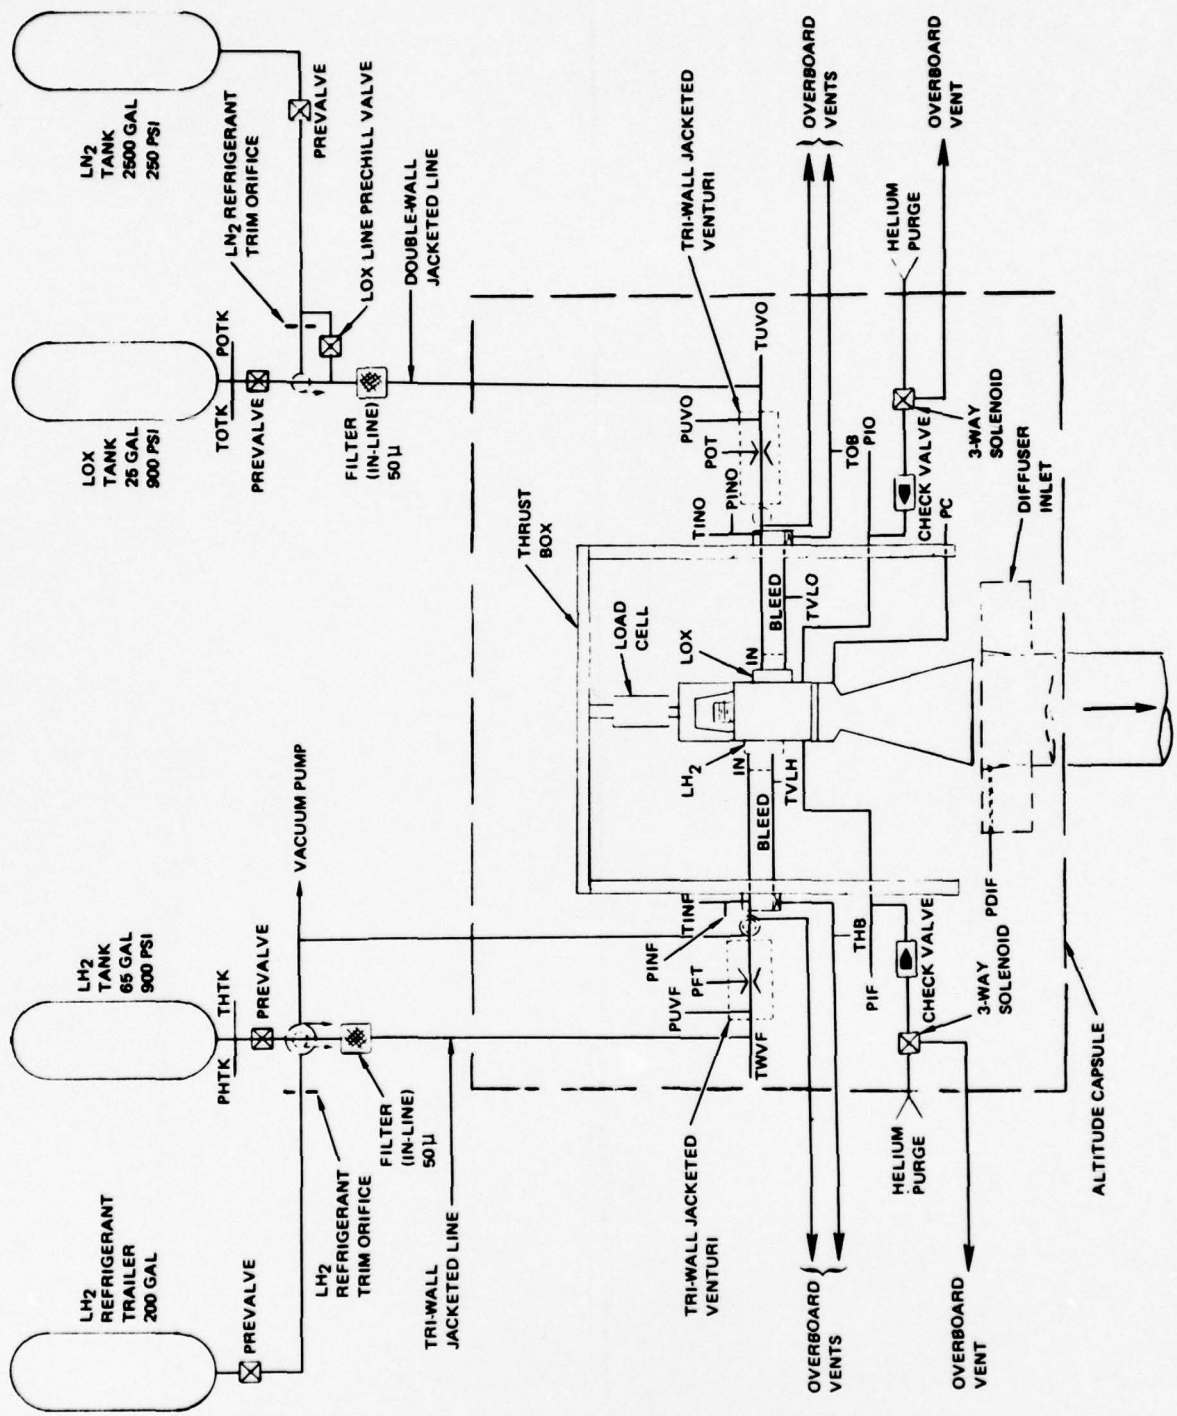 LH2
REFRIGERANT
TRAILER
200 GAL
LH2
TANK
65 GAL
900 PSI
LOX
TANK
25 GAL
900 PSI
LN2
TANK
2500 GAL
250 PSI
PREVALVE
PHTK
THTK
PREVALVE
TOTK
POTK
PREVALVE
LN2 REFRIGERANT
TRIM ORIFICE
PREVALVE
VACUUM PUMP
LH2
REFRIGERANT
TRIM ORIFICE
FILTER
(IN-LINE)
50 μ
FILTER
(IN-LINE)
50 μ
LOX LINE PRECHILL VALVE
TRI-WALL
JACKETED LINE
DOUBLE-WALL
JACKETED LINE
THRUST
BOX
LOAD
CELL
TRI-WALL JACKETED
VENTURI
PUVF
PFT
PINF
TINF
LH2
LOX
TINO
PINO
POT
PUVO
TRI-WALL JACKETED
VENTURI
TWVF
IN
IN
TUVO
BLEED
BLEED
TVLH
TVLO
OVERBOARD
VENTS
OVERBOARD
VENTS
THB
TOB
PIF
PIO
HELIUM
PURGE
CHECK VALVE
CHECK VALVE
HELIUM
PURGE
PC
OVERBOARD
VENT
3-WAY
SOLENOID
PDIF
3-WAY
SOLENOID
OVERBOARD
VENT
DIFFUSER
INLET
ALTITUDE CAPSULE